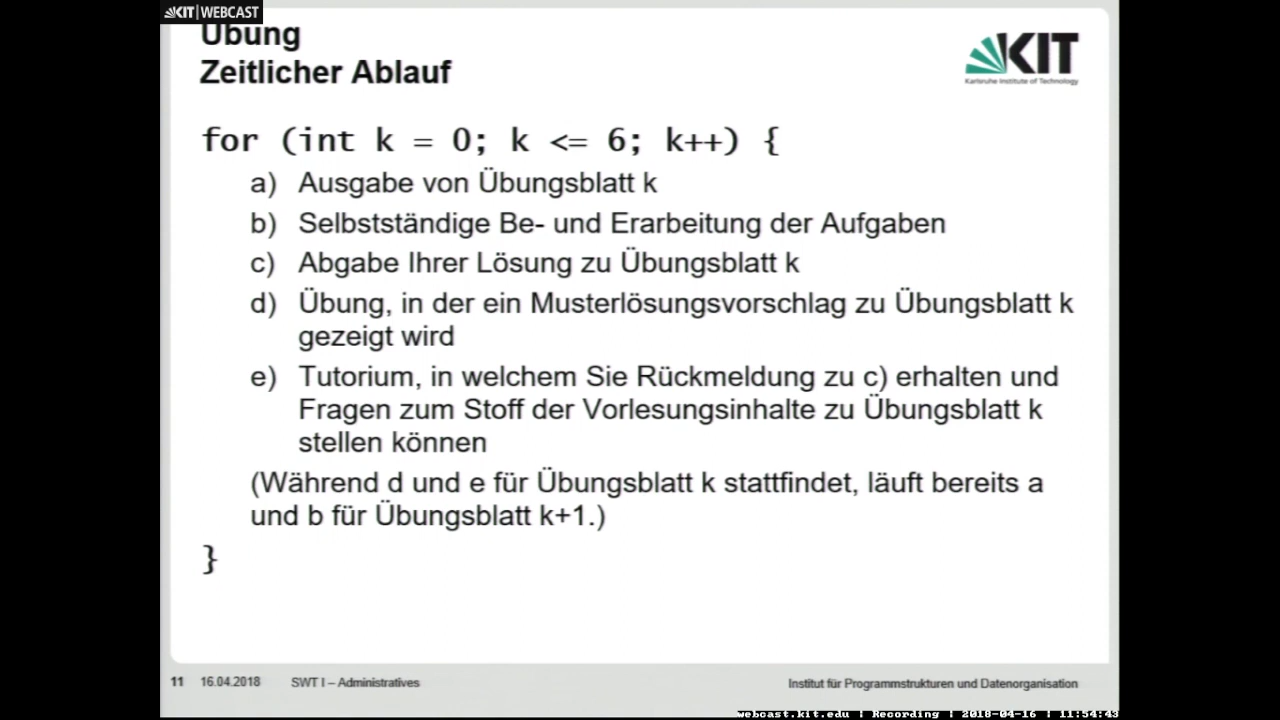 KIT | WEBCAST
Übung
Zeitlicher Ablauf
KIT
Karlsruhe Institute of Technology
for (int k = 0; k <= 6; k++) {
a) Ausgabe von Übungsblatt k
b) Selbstständige Be- und Erarbeitung der Aufgaben
c) Abgabe Ihrer Lösung zu Übungsblatt k
d) Übung, in der ein Musterlösungsvorschlag zu Übungsblatt k
gezeigt wird
e) Tutorium, in welchem Sie Rückmeldung zu c) erhalten und
Fragen zum Stoff der Vorlesungsinhalte zu Übungsblatt k
stellen können
(Während d und e für Übungsblatt k stattfindet, läuft bereits a
und b für Übungsblatt k+1.)
}
11 16.04.2018 SWT I – Administratives Institut für Programmstrukturen und Datenorganisation
webcast.kit.edu | Recording | 2018-04-16 | 11:54:43